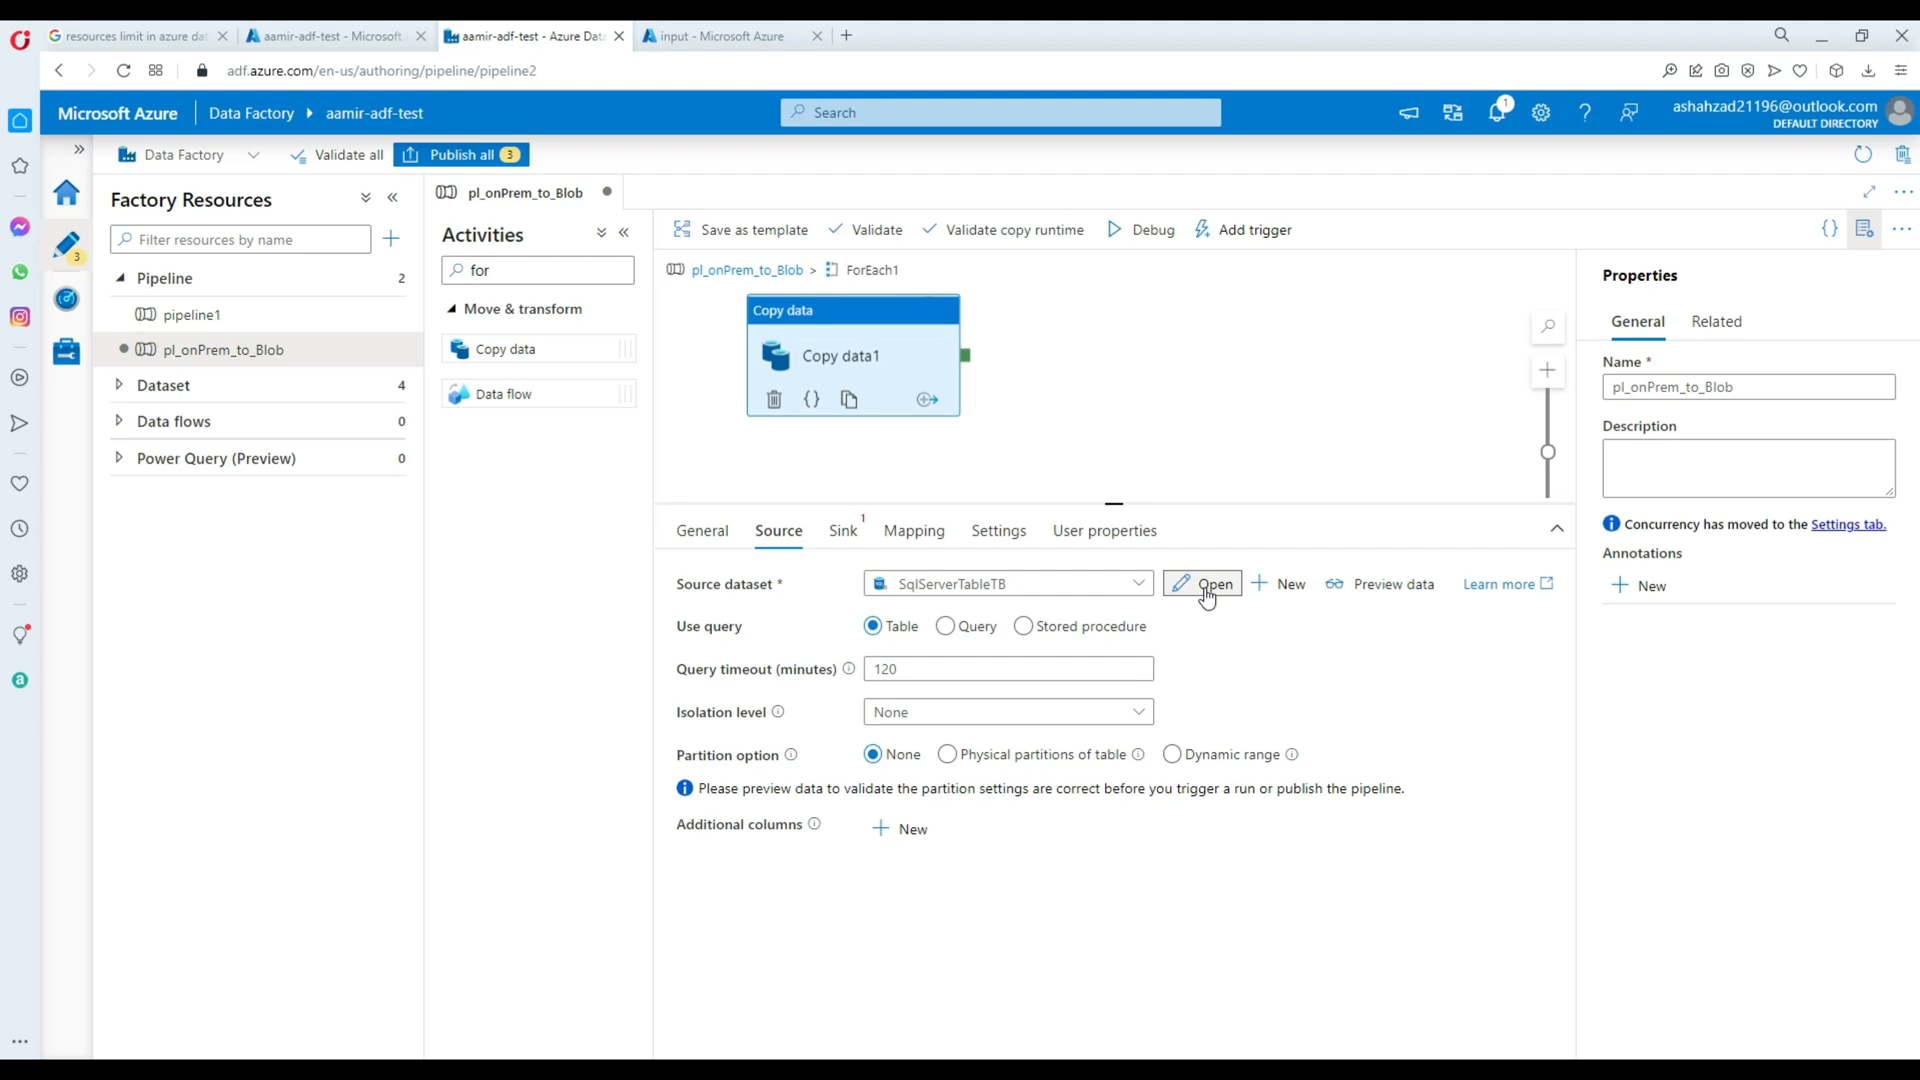 resources limit in azure dat
aamir-adf-test - Microsoft
aamir-adf-test - Azure Data
input - Microsoft Azure
adf.azure.com/en-us/authoring/pipeline/pipeline2
Microsoft Azure
Data Factory
aamir-adf-test
Search
1
ashahzad21196@outlook.com
DEFAULT DIRECTORY
Data Factory
Validate all
Publish all 3
3
Factory Resources
Filter resources by name
Pipeline 2
pipeline1
pl_onPrem_to_Blob
Dataset 4
Data flows 0
Power Query (Preview) 0
pl_onPrem_to_Blob
Activities
for
Move & transform
Copy data
Data flow
Save as template
Validate
Validate copy runtime
Debug
Add trigger
pl_onPrem_to_Blob > ForEach1
Copy data
Copy data1
General
Source
Sink 1
Mapping
Settings
User properties
Source dataset *
SqlServerTableTB
Open
New
Preview data
Learn more
Use query
Table
Query
Stored procedure
Query timeout (minutes)
120
Isolation level
None
Partition option
None
Physical partitions of table
Dynamic range
Please preview data to validate the partition settings are correct before you trigger a run or publish the pipeline.
Additional columns
New
Properties
General
Related
Name *
pl_onPrem_to_Blob
Description
Concurrency has moved to the Settings tab.
Annotations
New